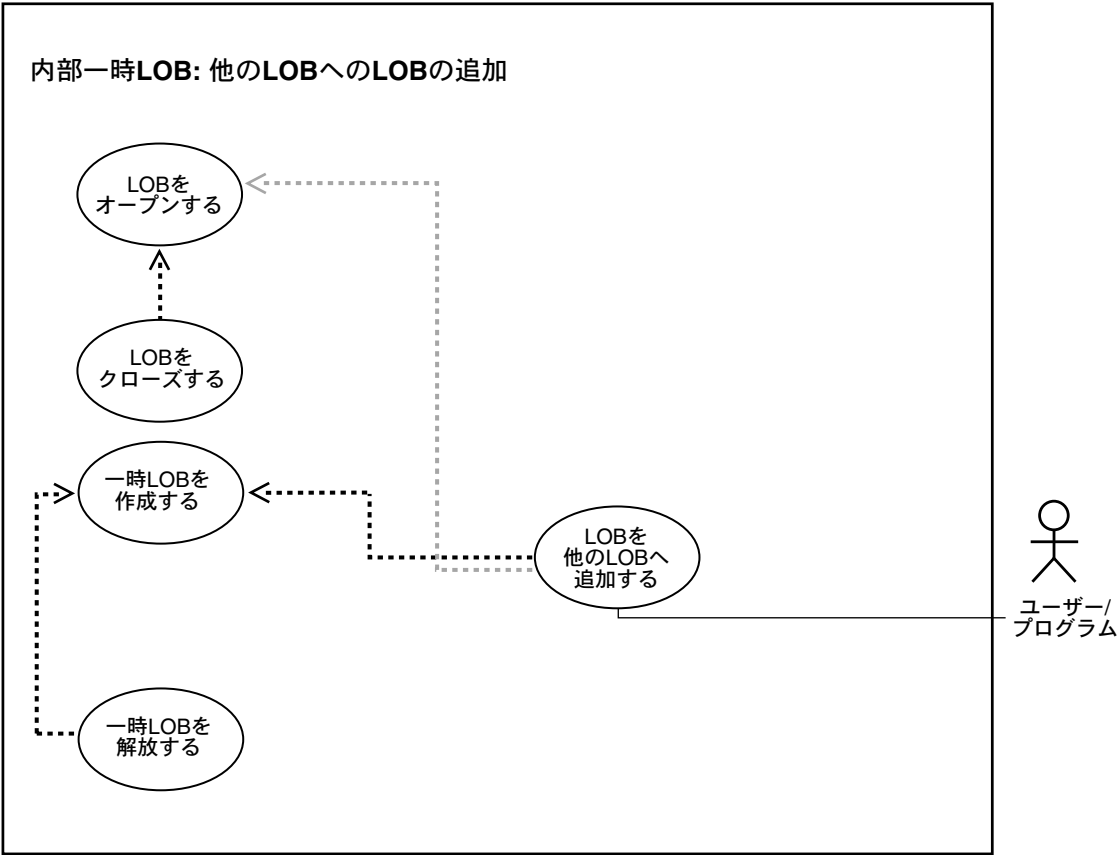 内部一時LOB: 他のLOBへのLOBの追加
LOBを
オープンする
LOBを
クローズする
一時LOBを
作成する
LOBを
他のLOBへ
追加する
ユーザー/
プログラム
一時LOBを
解放する